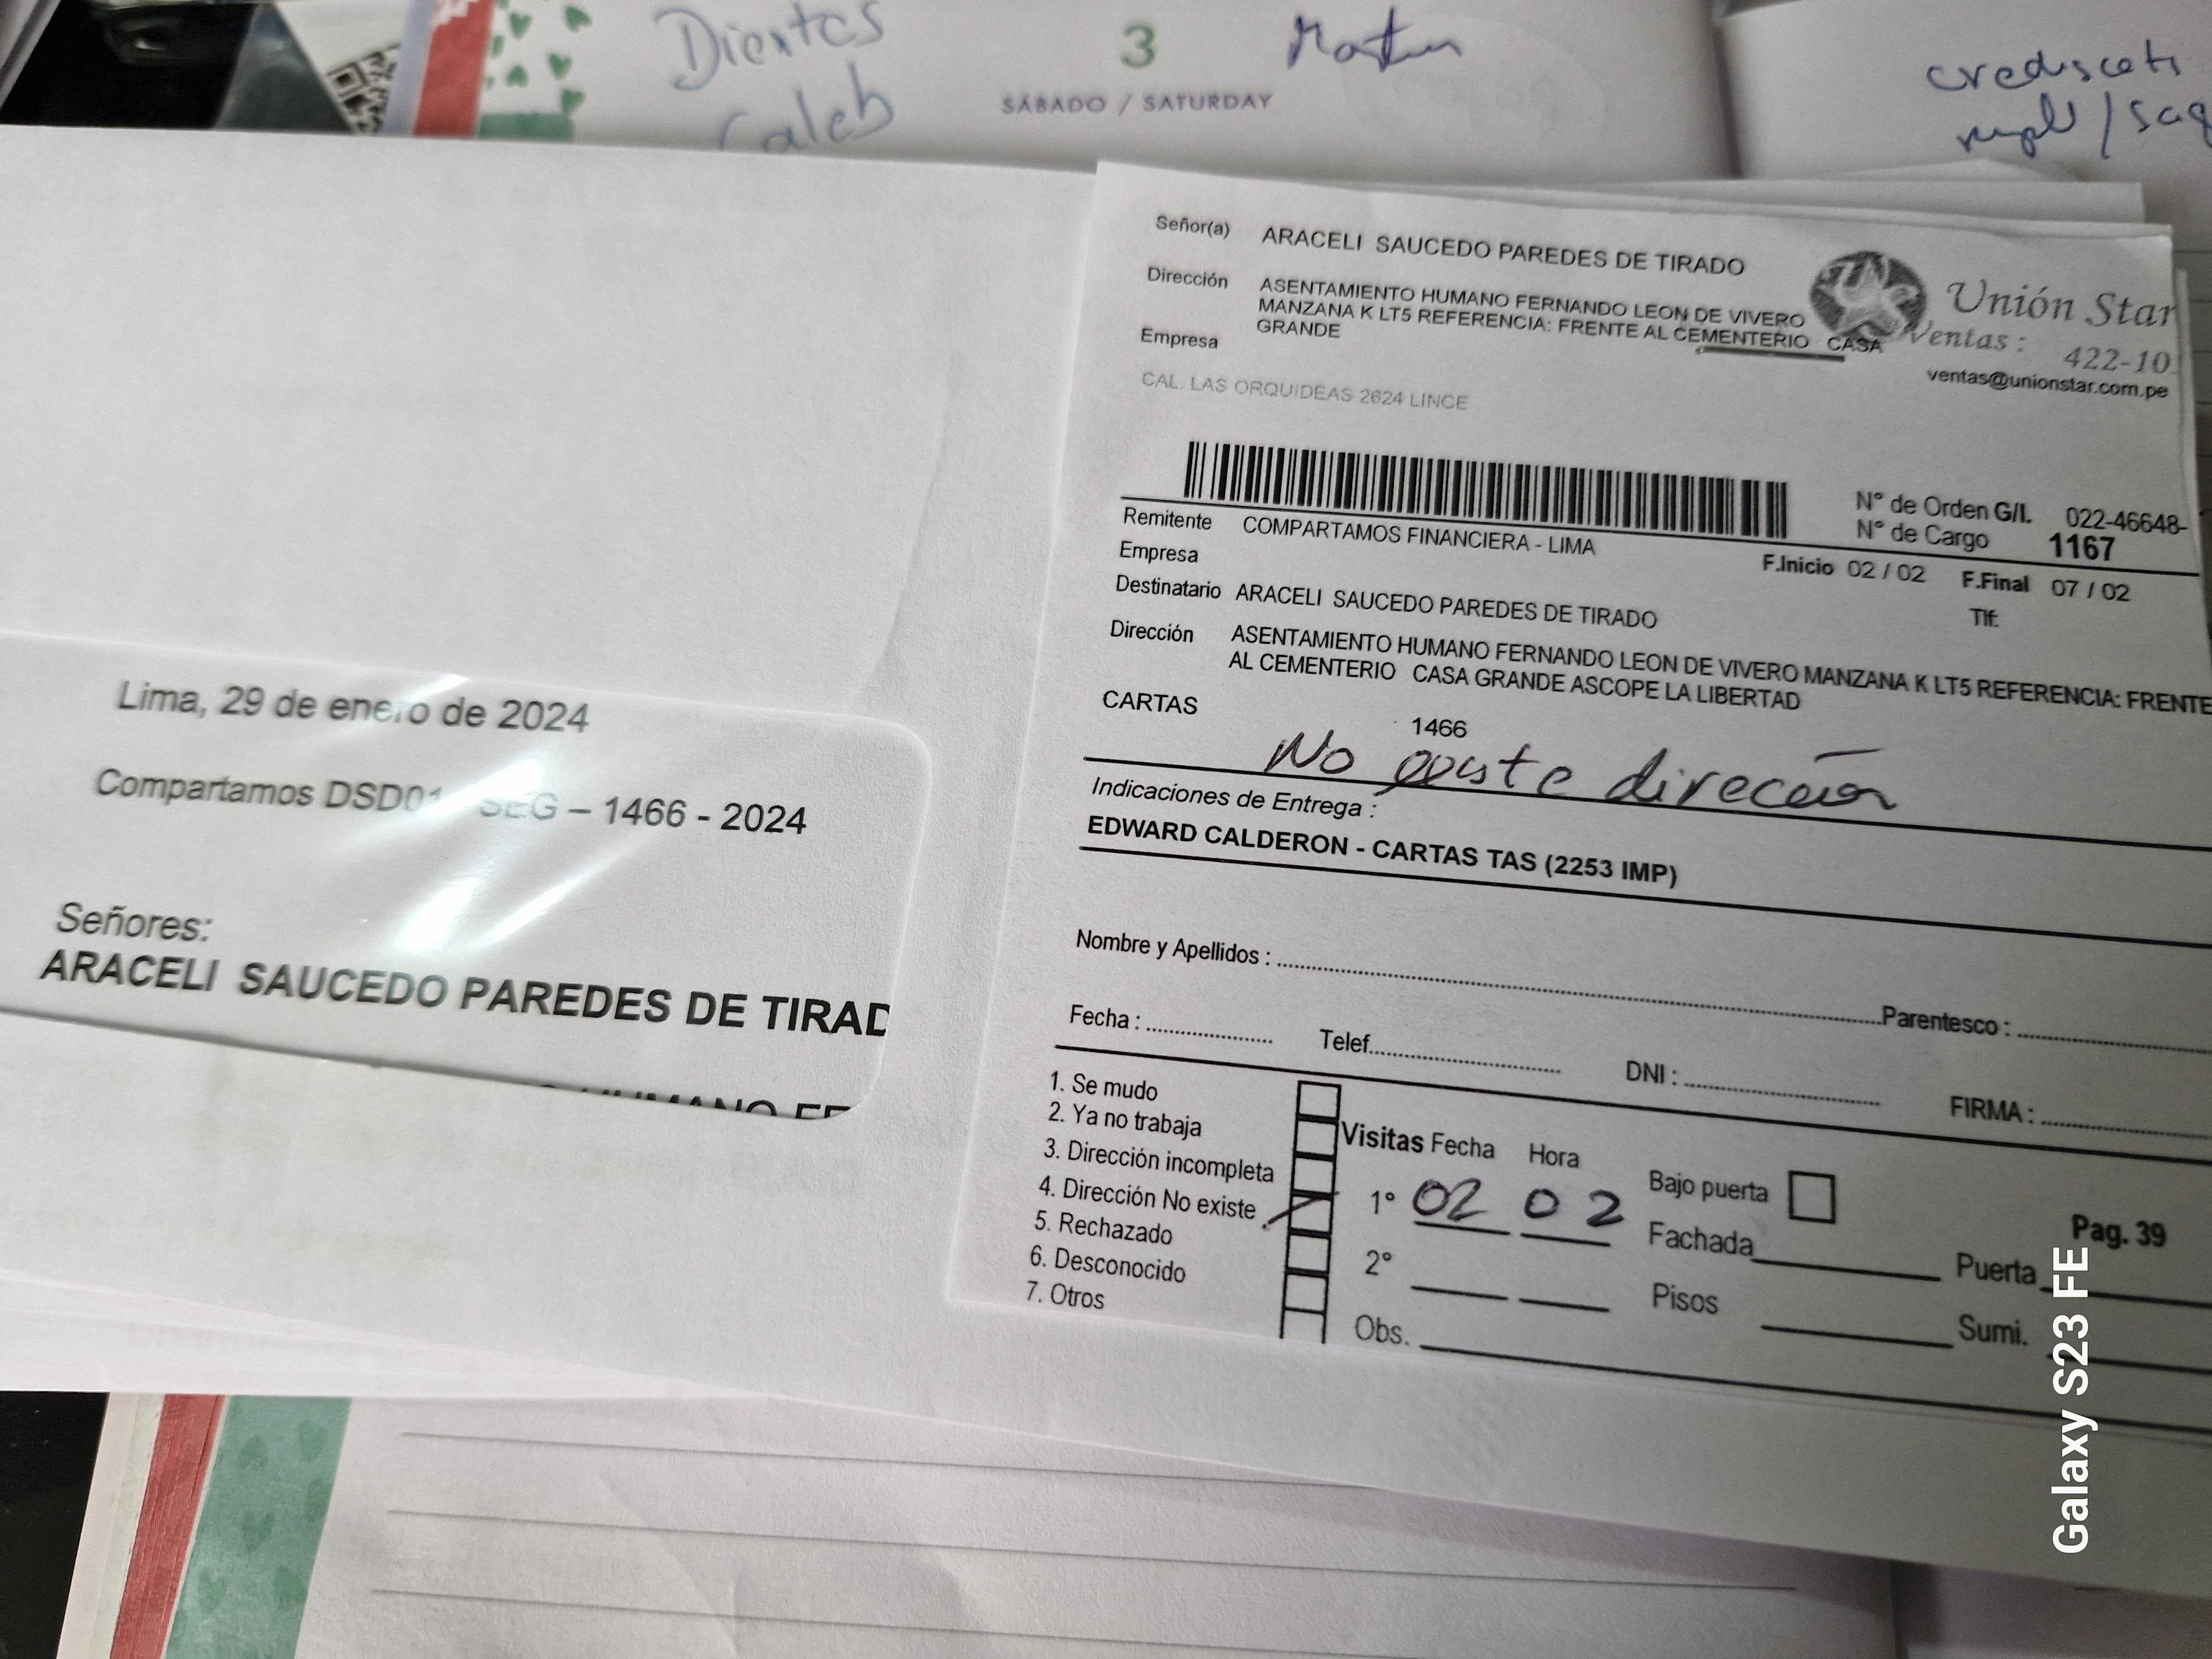 Dientes
Caleb
3
SÁBADO / SATURDAY
Señor(a) ARACELI SAUCEDO PAREDES DE TIRADO
Dirección ASENTAMIENTO HUMANO FERNANDO LEON DE VIVERO
MANZANA K LT5 REFERENCIA: FRENTE AL CEMENTERIO CASA
GRANDE
Empresa
CAL. LAS ORQUIDEAS 2624 LINCE
Unión Star
Ventas :
422-10
ventas@unionstar.com.pe
N° de Orden G/I. 022-46648-
N° de Cargo 1167
Remitente COMPARTAMOS FINANCIERA - LIMA
Empresa
F.Inicio 02 / 02 F.Final 07 / 02
Destinatario ARACELI SAUCEDO PAREDES DE TIRADO
Tlf:
Dirección ASENTAMIENTO HUMANO FERNANDO LEON DE VIVERO MANZANA K LT5 REFERENCIA: FRENTE
AL CEMENTERIO CASA GRANDE ASCOPE LA LIBERTAD
CARTAS 1466
No dirección
Indicaciones de Entrega :
EDWARD CALDERON - CARTAS TAS (2253 IMP)
Nombre y Apellidos : Parentesco :
Fecha : Telef. DNI : FIRMA :
1. Se mudo
2. Ya no trabaja
3. Dirección incompleta
4. Dirección No existe
5. Rechazado
6. Desconocido
7. Otros
Visitas Fecha Hora
1° 02 02
2°
Obs.
Bajo puerta
Fachada
Pisos
Pag. 39
Puerta
Sumi.
Lima, 29 de enero de 2024
Compartamos DSD01 SEG – 1466 - 2024
Señores:
ARACELI SAUCEDO PAREDES DE TIRAD
Galaxy S23 FE